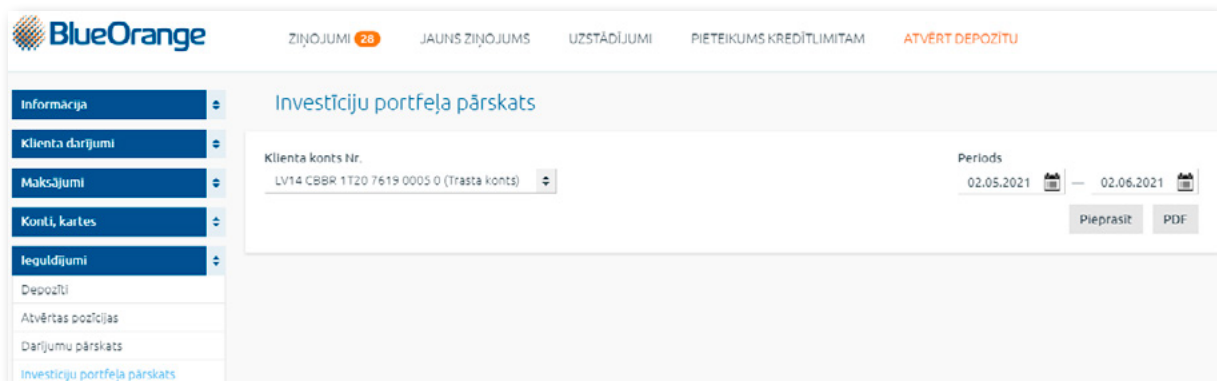 BlueOrange
ZIŅOJUMI 28 JAUNS ZIŅOJUMS UZSTĀDĪJUMI PIETEIKUMS KREDĪTLIMITAM ATVĒRT DEPOZĪTU
Informācija
Klienta darījumi
Maksājumi
Konti, kartes
Ieguldījumi
Depozīti
Atvērtas pozīcijas
Darījumu pārskats
Investīciju portfeļa pārskats
Investīciju portfeļa pārskats
Klienta konts Nr.
LV14 CBBR 1T20 7619 0005 0 (Trasta konts)
Periods
02.05.2021 — 02.06.2021
Pieprasīt PDF